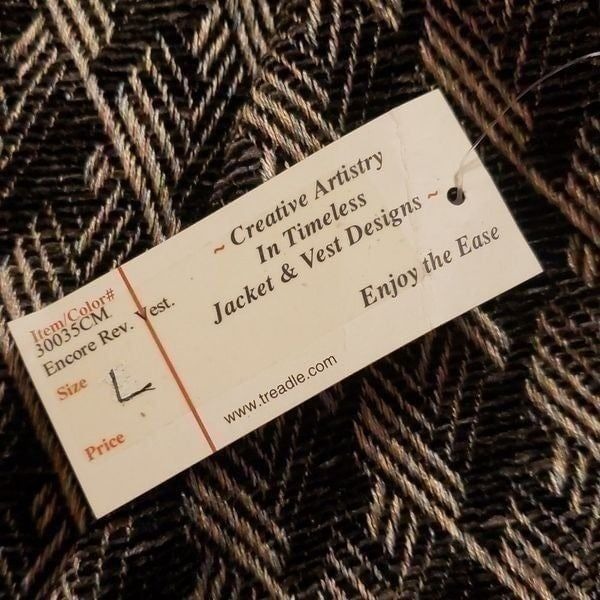 ~ Creative Artistry
In Timeless
Jacket & Vest Designs ~
Enjoy the Ease
www.treadle.com
Item/Color#
30035CM.
Encore Rev. Vest.
Size L
Price